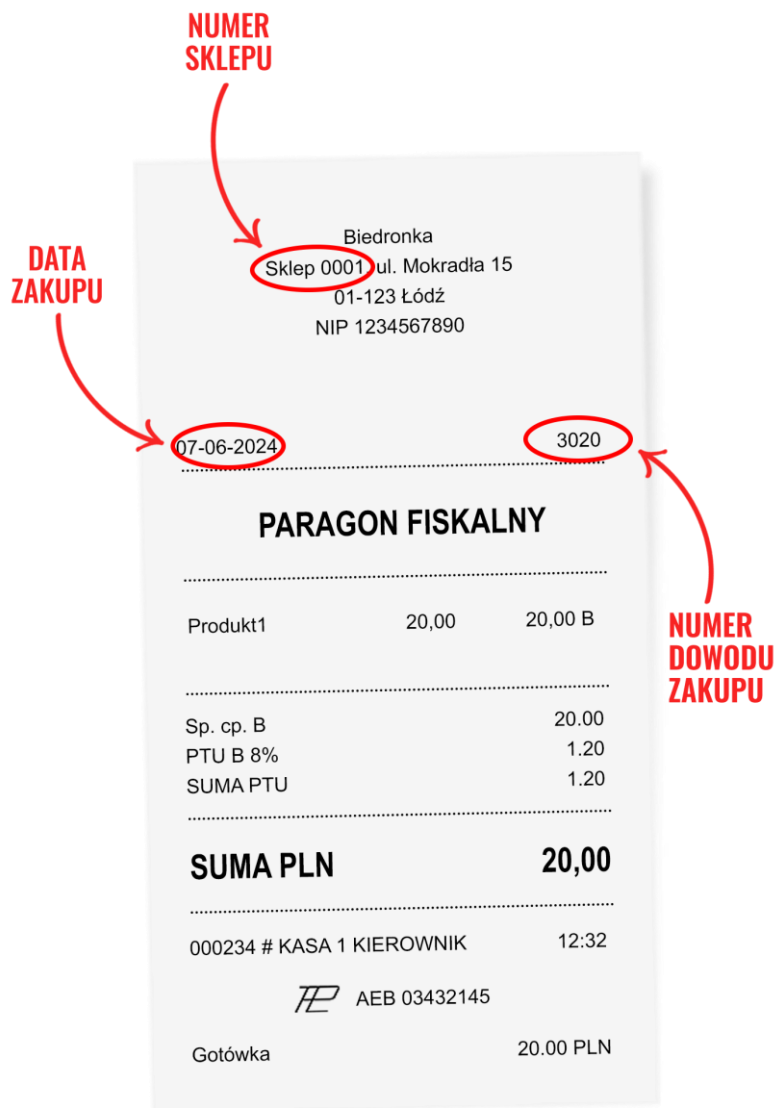 NUMER
SKLEPU
Biedronka
Sklep 0001, ul. Mokradła 15
01-123 Łódź
NIP 1234567890
DATA
ZAKUPU
07-06-2024 3020
PARAGON FISKALNY
Produkt1 20,00 20,00 B
NUMER
DOWODU
ZAKUPU
Sp. cp. B 20.00
PTU B 8% 1.20
SUMA PTU 1.20
SUMA PLN 20,00
000234 # KASA 1 KIEROWNIK 12:32
AEB 03432145
Gotówka 20.00 PLN